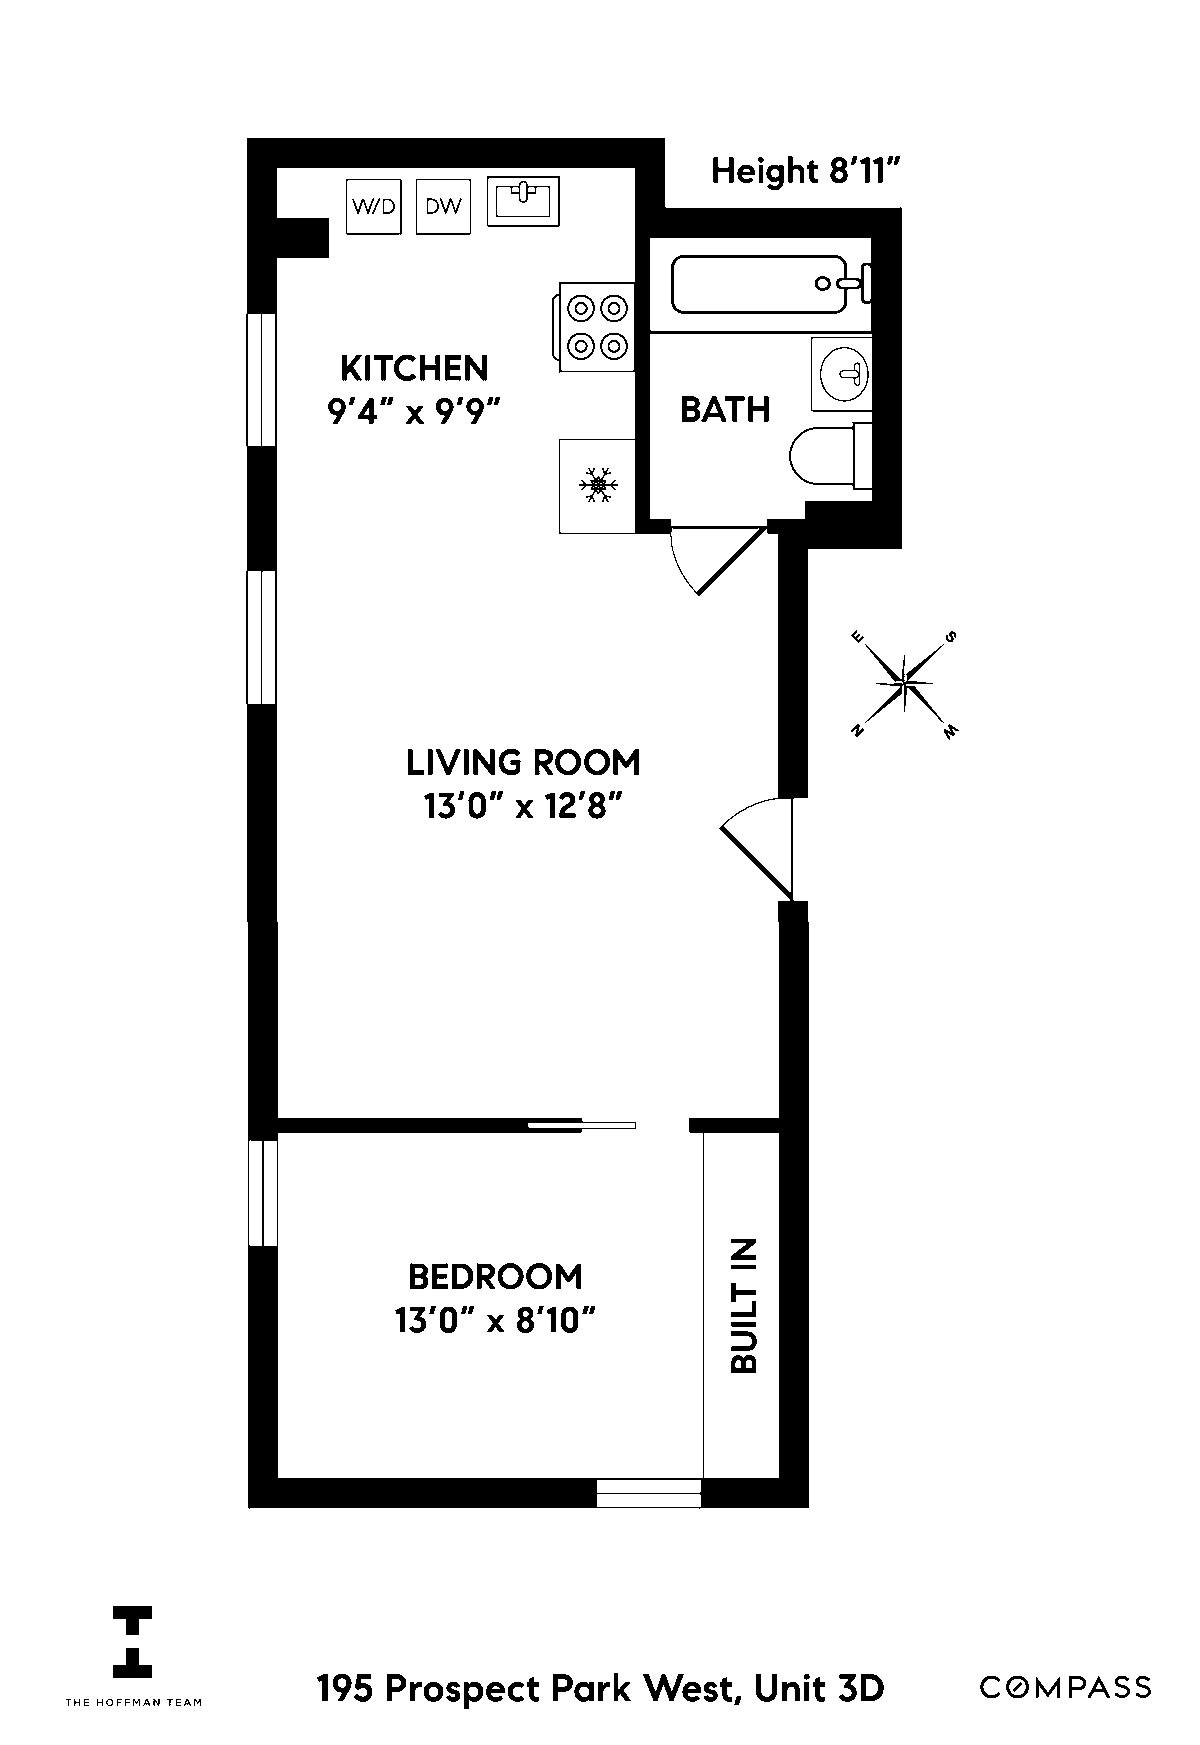 Height 8'11"
W/D
DW
KITCHEN
9'4" x 9'9"
BATH
E
S
N
W
LIVING ROOM
13'0" x 12'8"
BEDROOM
13'0" x 8'10"
BUILT IN
THE HOFFMAN TEAM
195 Prospect Park West, Unit 3D
COMPASS